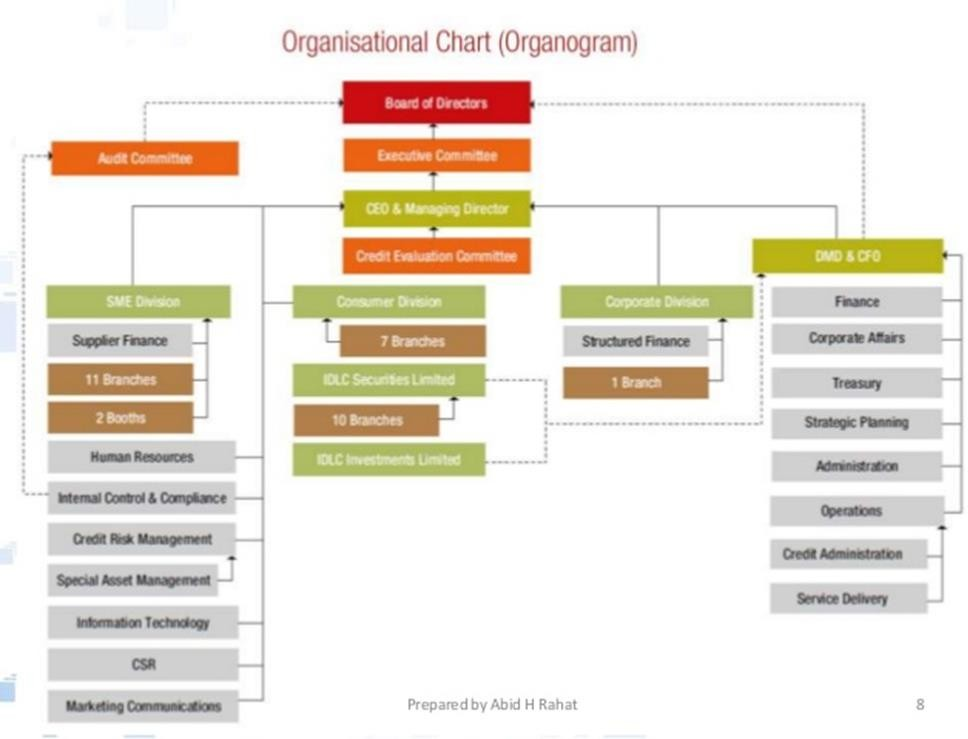 Organisational Chart (Organogram)
Board of Directors
Audit Committee
Executive Committee
CEO & Managing Director
Credit Evaluation Committee
DMD & CFO
SME Division
Supplier Finance
11 Branches
2 Booths
Human Resources
Internal Control & Compliance
Credit Risk Management
Special Asset Management
Information Technology
CSR
Marketing Communications
Consumer Division
7 Branches
IDLC Securities Limited
10 Branches
IDLC Investments Limited
Corporate Division
Structured Finance
1 Branch
Finance
Corporate Affairs
Treasury
Strategic Planning
Administration
Operations
Credit Administration
Service Delivery
Prepared by Abid H Rahat
8